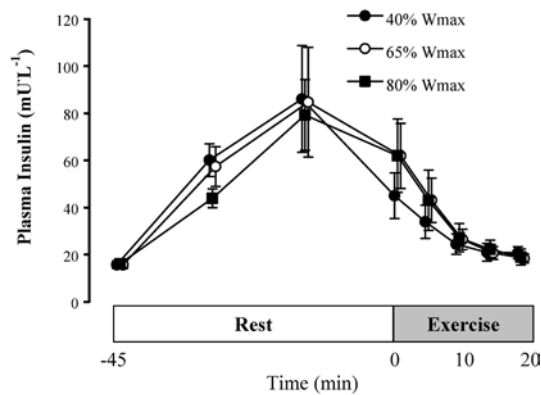 120
100
80
60
40
20
0
Plasma Insulin (mU·L⁻¹)
40% Wmax
65% Wmax
80% Wmax
Rest
Exercise
-45
0
10
20
Time (min)